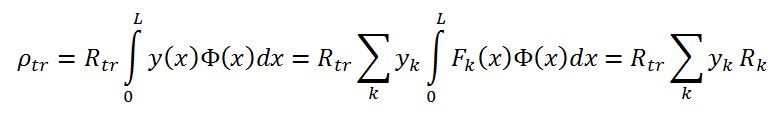 ρ_tr = R_tr ∫_0^L y(x)Φ(x)dx = R_tr ∑_k y_k ∫_0^L F_k(x)Φ(x)dx = R_tr ∑_k y_k R_k